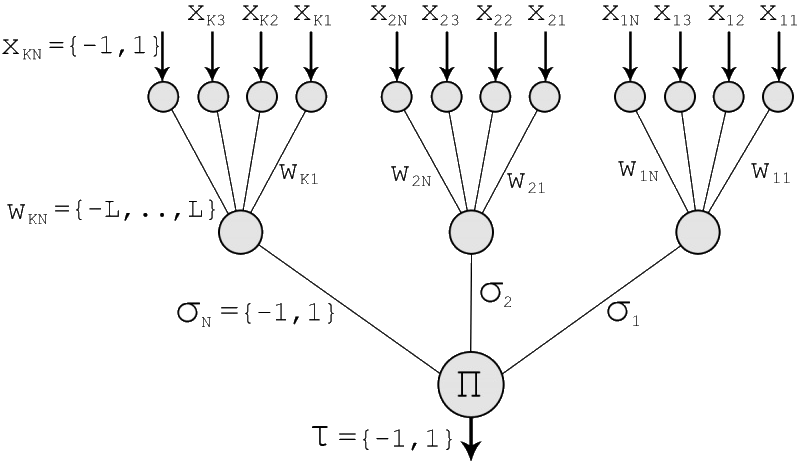 x_K3 x_K2 x_K1 x_2N x_23 x_22 x_21 x_1N x_13 x_12 x_11
x_KN = {-1, 1}
w_K1 w_2N w_21 w_1N w_11
w_KN = {-L, .., L}
σ_N = {-1, 1} σ_2 σ_1
Π
τ = {-1, 1}